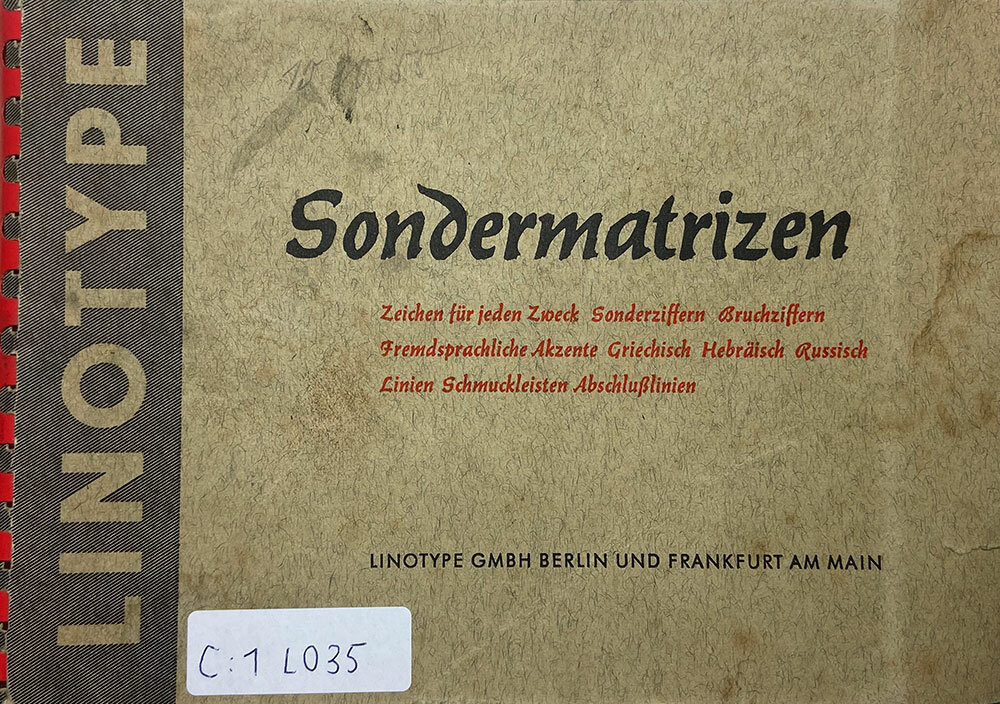 LINOTYPE
Sondermatrizen
Zeichen für jeden Zweck Sonderziffern Bruchziffern
Fremdsprachliche Akzente Griechisch Hebräisch Russisch
Linien Schmuckleisten Abschlußlinien
LINOTYPE GMBH BERLIN UND FRANKFURT AM MAIN
C:1 L035